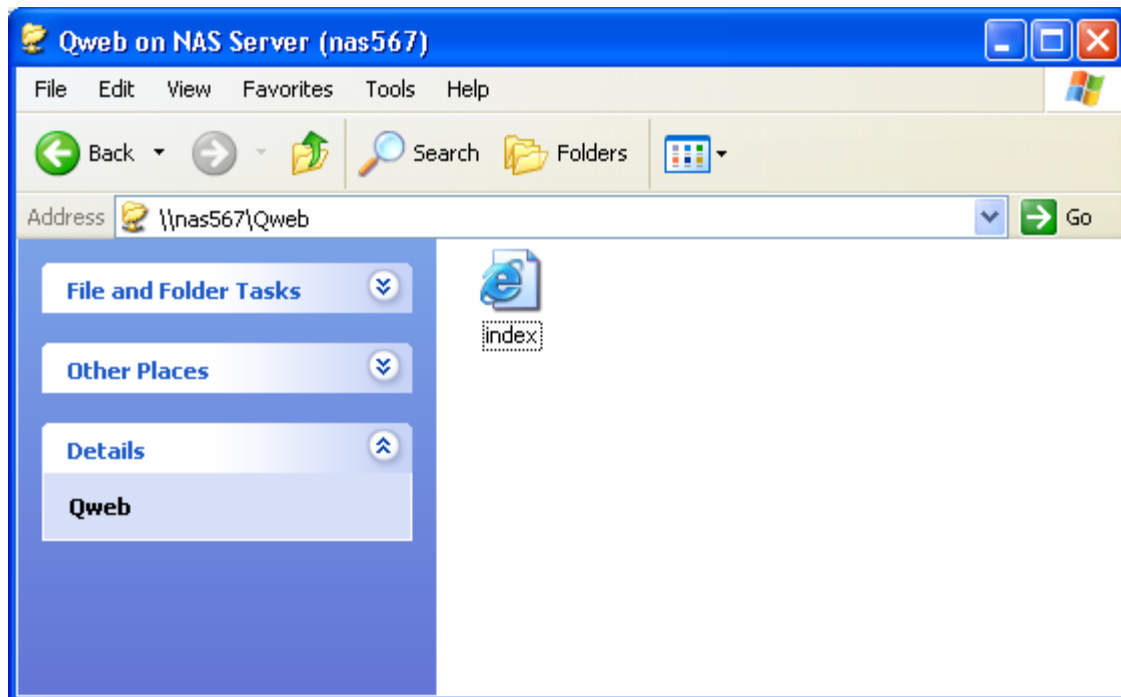 Qweb on NAS Server (nas567)
File Edit View Favorites Tools Help
Back Search Folders
Address \\nas567\Qweb Go
File and Folder Tasks
index
Other Places
Details
Qweb